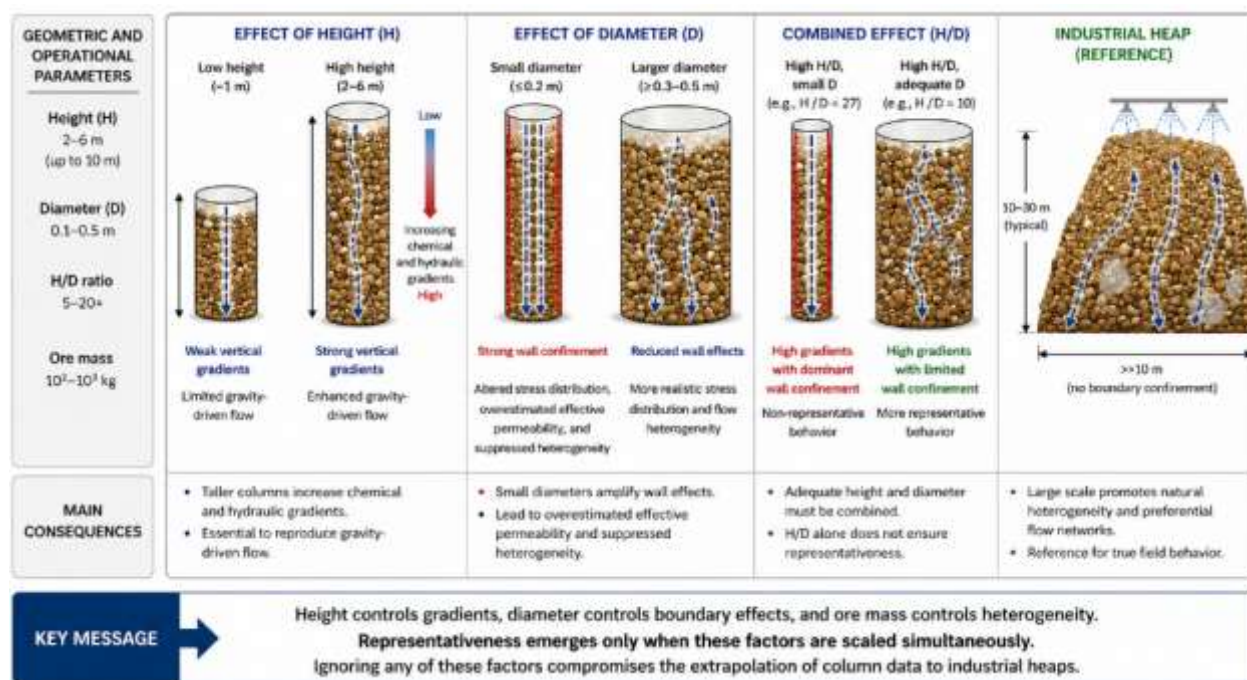 GEOMETRIC AND
OPERATIONAL
PARAMETERS
Height (H)
2–6 m
(up to 10 m)
Diameter (D)
0.1–0.5 m
H/D ratio
5–20+
Ore mass
10²–10³ kg
EFFECT OF HEIGHT (H)
Low height
(~1 m)
High height
(2–6 m)
Low
Increasing
chemical
and hydraulic
gradients
High
Weak vertical
gradients
Limited gravity-
driven flow
Strong vertical
gradients
Enhanced gravity-
driven flow
EFFECT OF DIAMETER (D)
Small diameter
(≤0.2 m)
Larger diameter
(≥0.3–0.5 m)
Strong wall confinement
Altered stress distribution,
overestimated effective
permeability, and
suppressed heterogeneity
Reduced wall effects
More realistic stress
distribution and flow
heterogeneity
COMBINED EFFECT (H/D)
High H/D,
small D
(e.g., H/D = 27)
High H/D,
adequate D
(e.g., H/D = 10)
High gradients
with dominant
wall confinement
Non-representative
behavior
High gradients
with limited
wall confinement
More representative
behavior
INDUSTRIAL HEAP
(REFERENCE)
10–30 m
(typical)
>>10 m
(no boundary confinement)
MAIN
CONSEQUENCES
• Taller columns increase chemical
and hydraulic gradients.
• Essential to reproduce gravity-
driven flow.
• Small diameters amplify wall effects.
• Lead to overestimated effective
permeability and suppressed
heterogeneity.
• Adequate height and diameter
must be combined.
• H/D alone does not ensure
representativeness.
• Large scale promotes natural
heterogeneity and preferential
flow networks.
• Reference for true field behavior.
KEY MESSAGE
Height controls gradients, diameter controls boundary effects, and ore mass controls heterogeneity.
Representativeness emerges only when these factors are scaled simultaneously.
Ignoring any of these factors compromises the extrapolation of column data to industrial heaps.